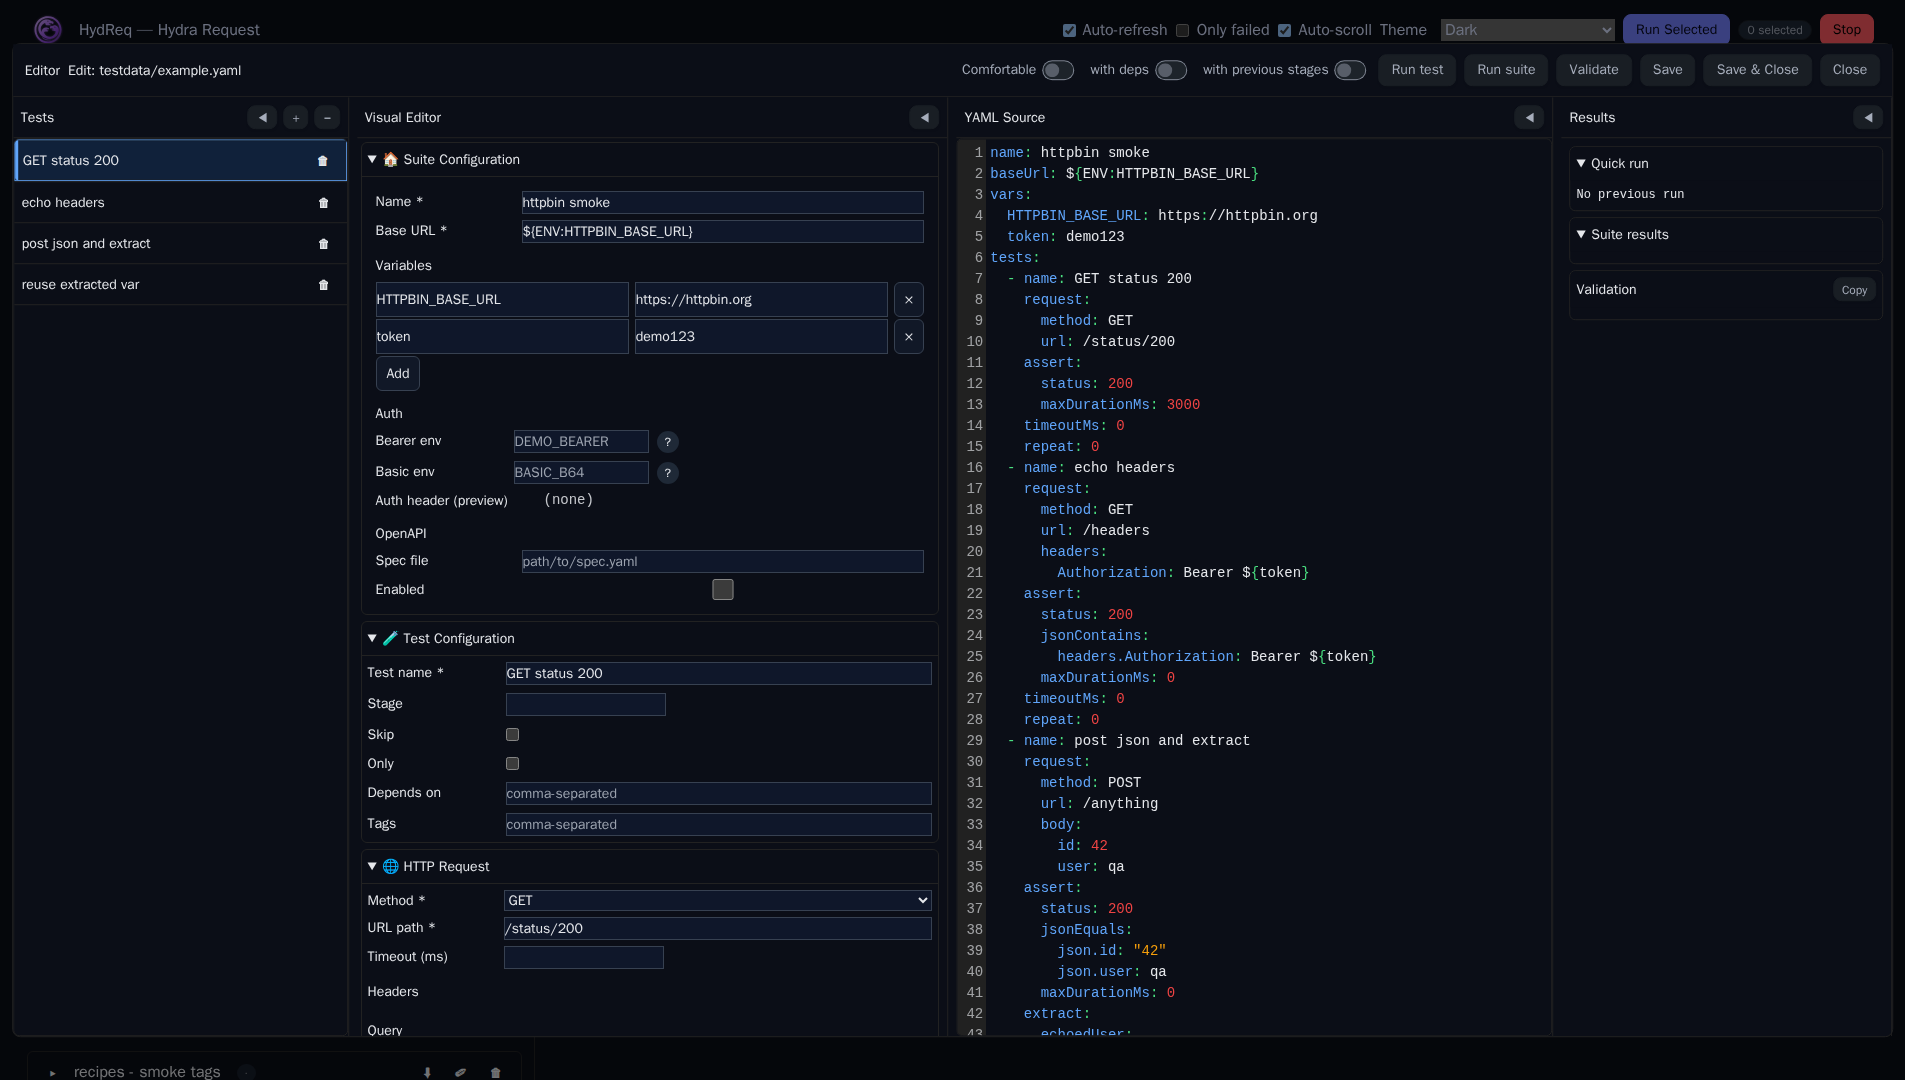 HydReq — Hydra Request
Auto-refresh Only failed Auto-scroll Theme Dark Run Selected 0 selected Stop
Editor Edit: testdata/example.yaml
Comfortable with deps with previous stages Run test Run suite Validate Save Save & Close Close
Tests
GET status 200
echo headers
post json and extract
reuse extracted var
Visual Editor
Suite Configuration
Name * httpbin smoke
Base URL * ${ENV:HTTPBIN_BASE_URL}
Variables
HTTPBIN_BASE_URL https://httpbin.org ×
token demo123 ×
Add
Auth
Bearer env DEMO_BEARER ?
Basic env BASIC_B64 ?
Auth header (preview) (none)
OpenAPI
Spec file path/to/spec.yaml
Enabled
Test Configuration
Test name * GET status 200
Stage
Skip
Only
Depends on comma-separated
Tags comma-separated
HTTP Request
Method * GET
URL path * /status/200
Timeout (ms)
Headers
Query
YAML Source
1 name: httpbin smoke
2 baseUrl: ${ENV:HTTPBIN_BASE_URL}
3 vars:
4   HTTPBIN_BASE_URL: https://httpbin.org
5   token: demo123
6 tests:
7   - name: GET status 200
8     request:
9       method: GET
10       url: /status/200
11     assert:
12       status: 200
13       maxDurationMs: 3000
14     timeoutMs: 0
15     repeat: 0
16   - name: echo headers
17     request:
18       method: GET
19       url: /headers
20       headers:
21         Authorization: Bearer ${token}
22     assert:
23       status: 200
24       jsonContains:
25         headers.Authorization: Bearer ${token}
26       maxDurationMs: 0
27     timeoutMs: 0
28     repeat: 0
29   - name: post json and extract
30     request:
31       method: POST
32       url: /anything
33       body:
34         id: 42
35         user: qa
36     assert:
37       status: 200
38       jsonEquals:
39         json.id: "42"
40         json.user: qa
41       maxDurationMs: 0
42     extract:
43       echoedUser:
Results
Quick run
No previous run
Suite results
Validation Copy
recipes - smoke tags